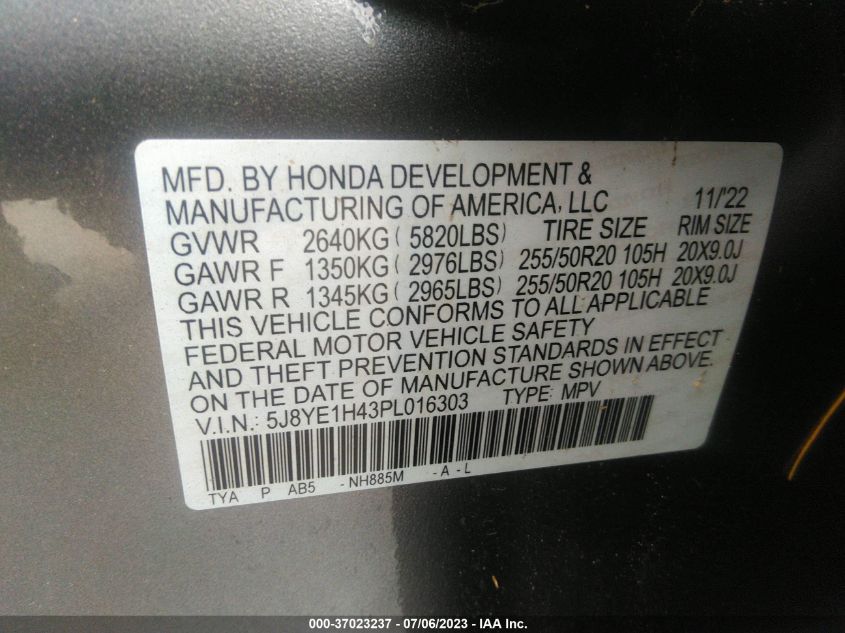 MFD. BY HONDA DEVELOPMENT &
MANUFACTURING OF AMERICA, LLC 11/'22
GVWR 2640KG ( 5820LBS) TIRE SIZE RIM SIZE
GAWR F 1350KG ( 2976LBS) 255/50R20 105H 20X9.0J
GAWR R 1345KG ( 2965LBS) 255/50R20 105H 20X9.0J
THIS VEHICLE CONFORMS TO ALL APPLICABLE
FEDERAL MOTOR VEHICLE SAFETY
AND THEFT PREVENTION STANDARDS IN EFFECT
ON THE DATE OF MANUFACTURE SHOWN ABOVE.
V.I.N.: 5J8YE1H43PL016303 TYPE: MPV
TYA P AB5 -NH885M -A-L
000-37023237 - 07/06/2023 - IAA Inc.